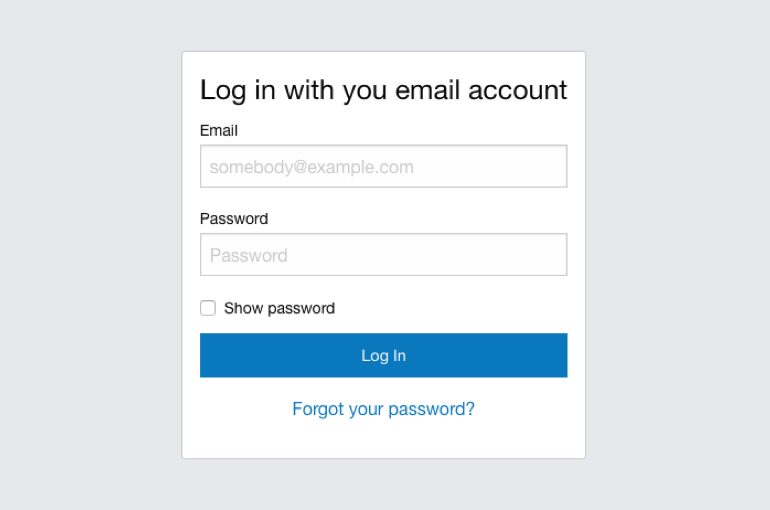 Log in with you email account
Email
somebody@example.com
Password
Password
Show password
Log In
Forgot your password?